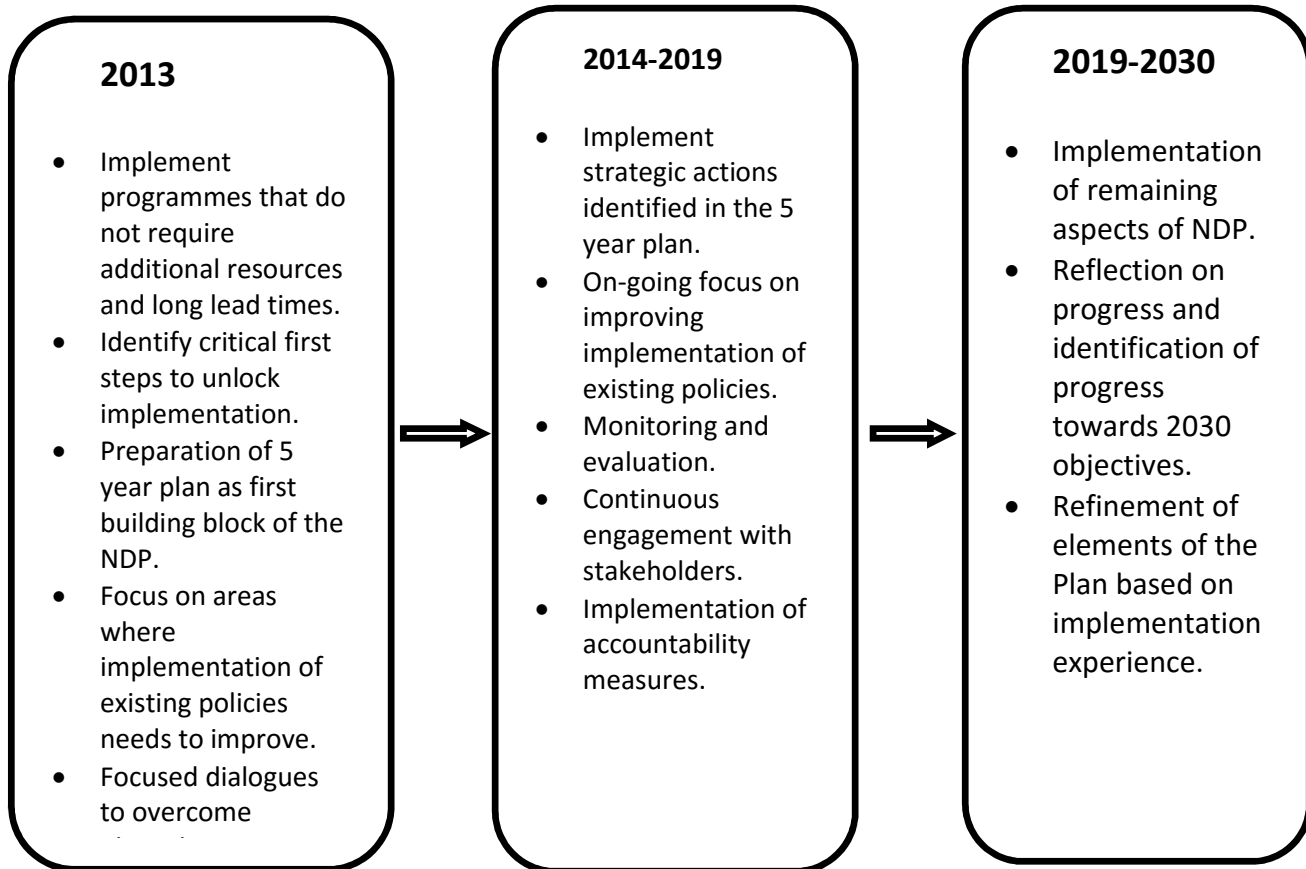 2013
• Implement
programmes that do
not require
additional resources
and long lead times.
• Identify critical first
steps to unlock
implementation.
• Preparation of 5
year plan as first
building block of the
NDP.
• Focus on areas
where
implementation of
existing policies
needs to improve.
• Focused dialogues
to overcome
2014-2019
• Implement
strategic actions
identified in the 5
year plan.
• On-going focus on
improving
implementation of
existing policies.
• Monitoring and
evaluation.
• Continuous
engagement with
stakeholders.
• Implementation of
accountability
measures.
2019-2030
• Implementation
of remaining
aspects of NDP.
• Reflection on
progress and
identification of
progress
towards 2030
objectives.
• Refinement of
elements of the
Plan based on
implementation
experience.